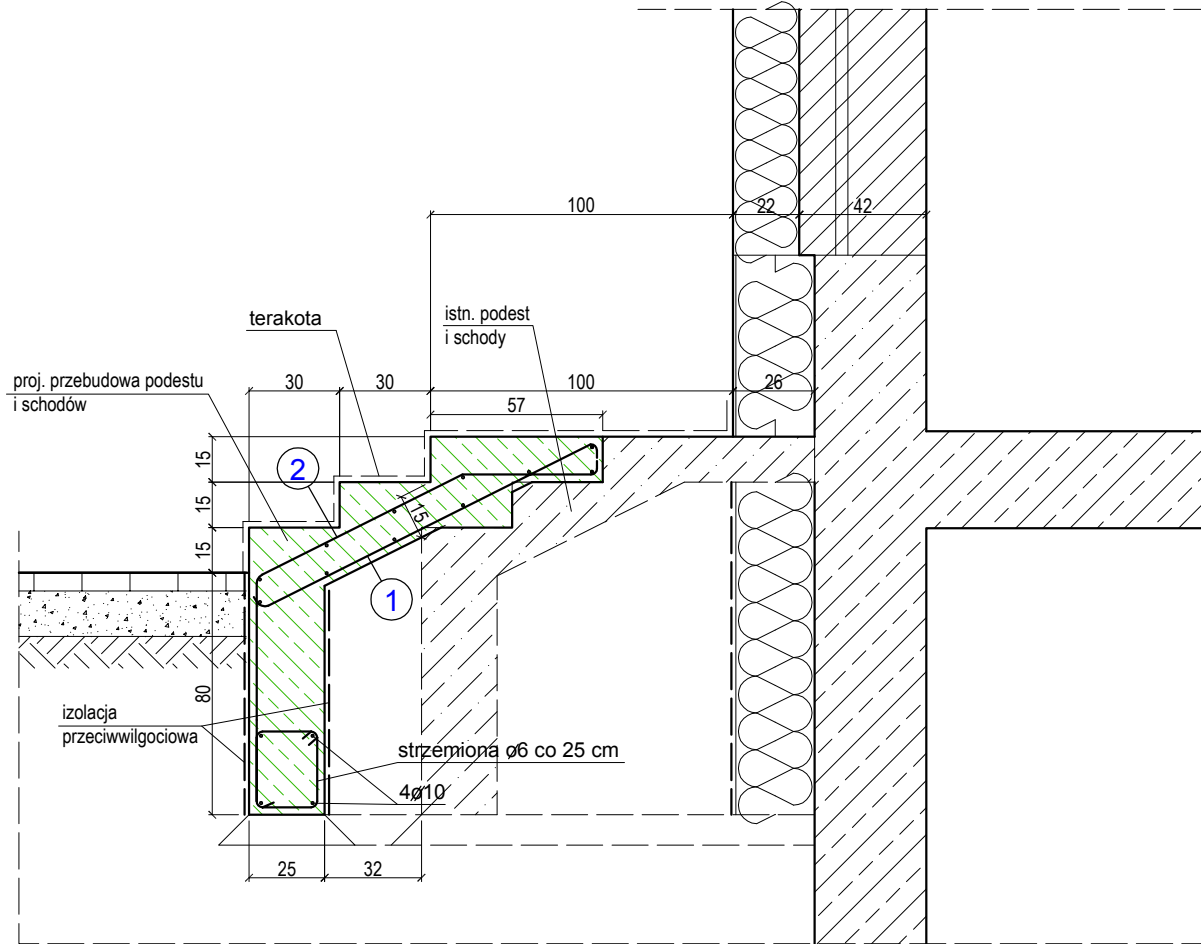 100
22
42
terakota
istn. podest
i schody
proj. przebudowa podestu
i schodów
30
30
100
26
57
15
15
15
2
15
1
80
izolacja
przeciwwilgociowa
strzemiona ø6 co 25 cm
4ø10
25
32